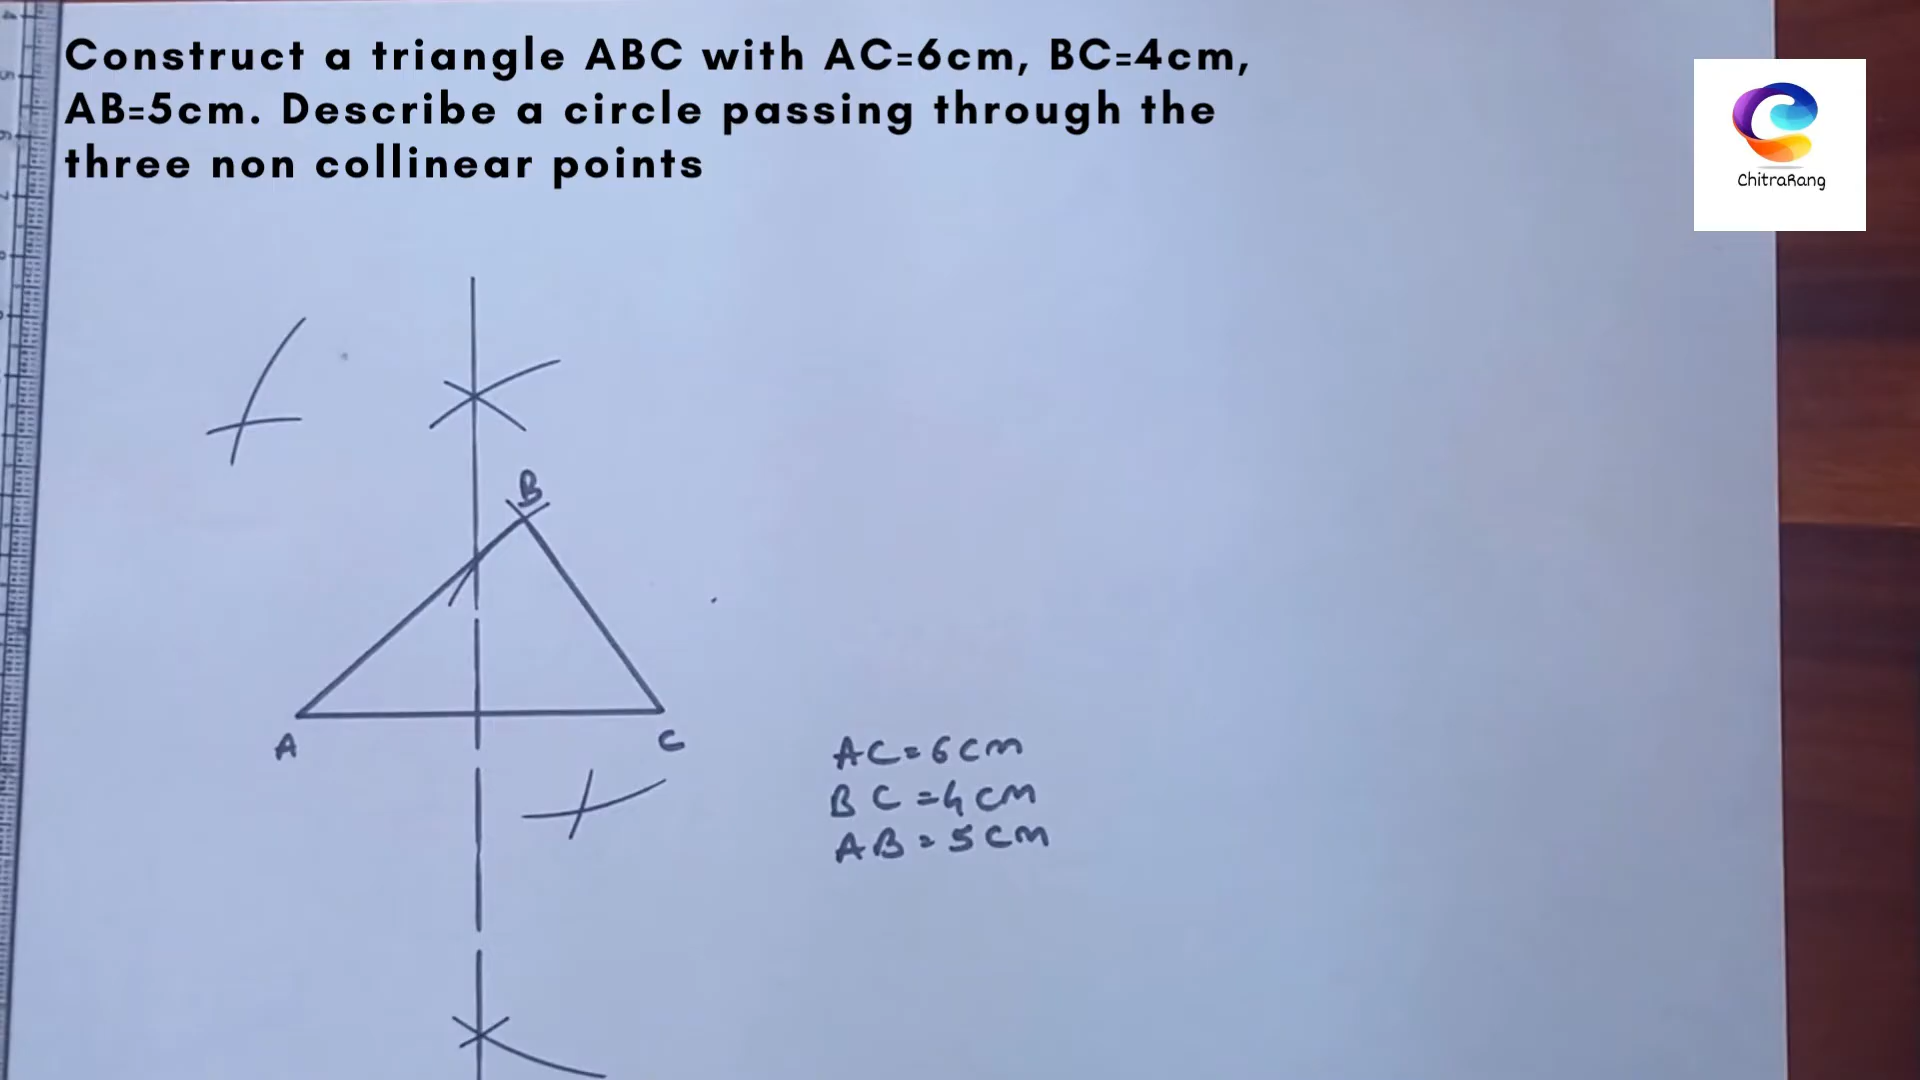 Construct a triangle ABC with AC=6cm, BC=4cm,
AB=5cm. Describe a circle passing through the
three non collinear points
ChitraRang
B
A
C
AC=6cm
BC=4cm
AB=5cm